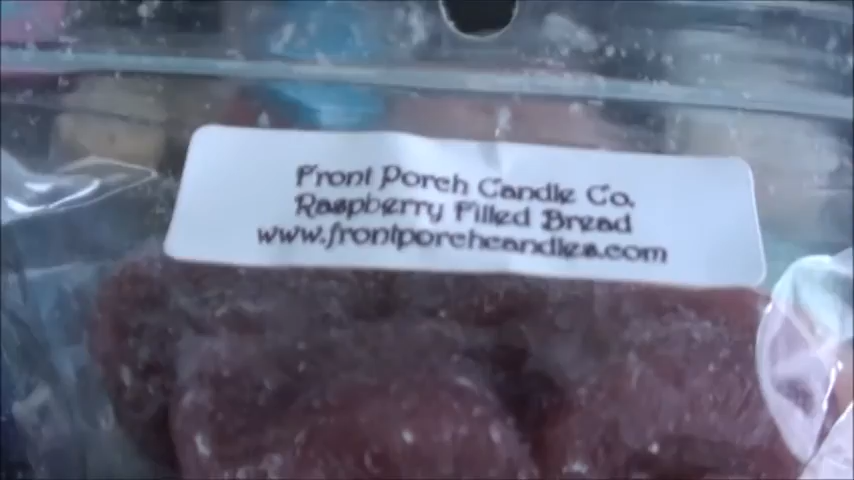 Front Porch Candle Co.
Raspberry Filled Bread
www.frontporchcandles.com